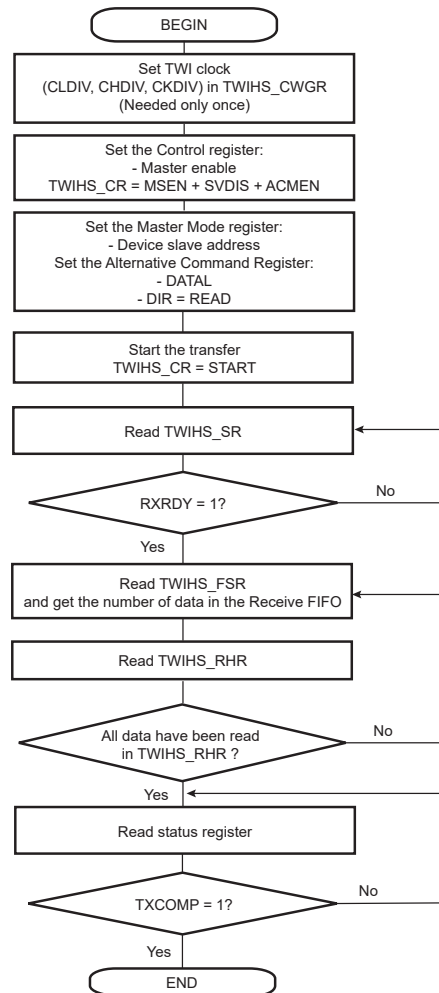 BEGIN
Set TWI clock
(CLDIV, CHDIV, CKDIV) in TWIHS_CWGR
(Needed only once)
Set the Control register:
- Master enable
TWIHS_CR = MSEN + SVDIS + ACMEN
Set the Master Mode register:
- Device slave address
Set the Alternative Command Register:
- DATAL
- DIR = READ
Start the transfer
TWIHS_CR = START
Read TWIHS_SR
RXRDY = 1?
No
Yes
Read TWIHS_FSR
and get the number of data in the Receive FIFO
Read TWIHS_RHR
All data have been read
in TWIHS_RHR ?
No
Yes
Read status register
TXCOMP = 1?
No
Yes
END